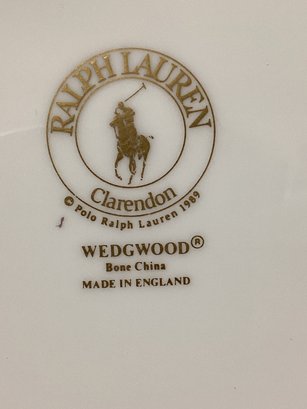 RALPH LAUREN
Clarendon
© Polo Ralph Lauren 1989
WEDGWOOD®
Bone China
MADE IN ENGLAND